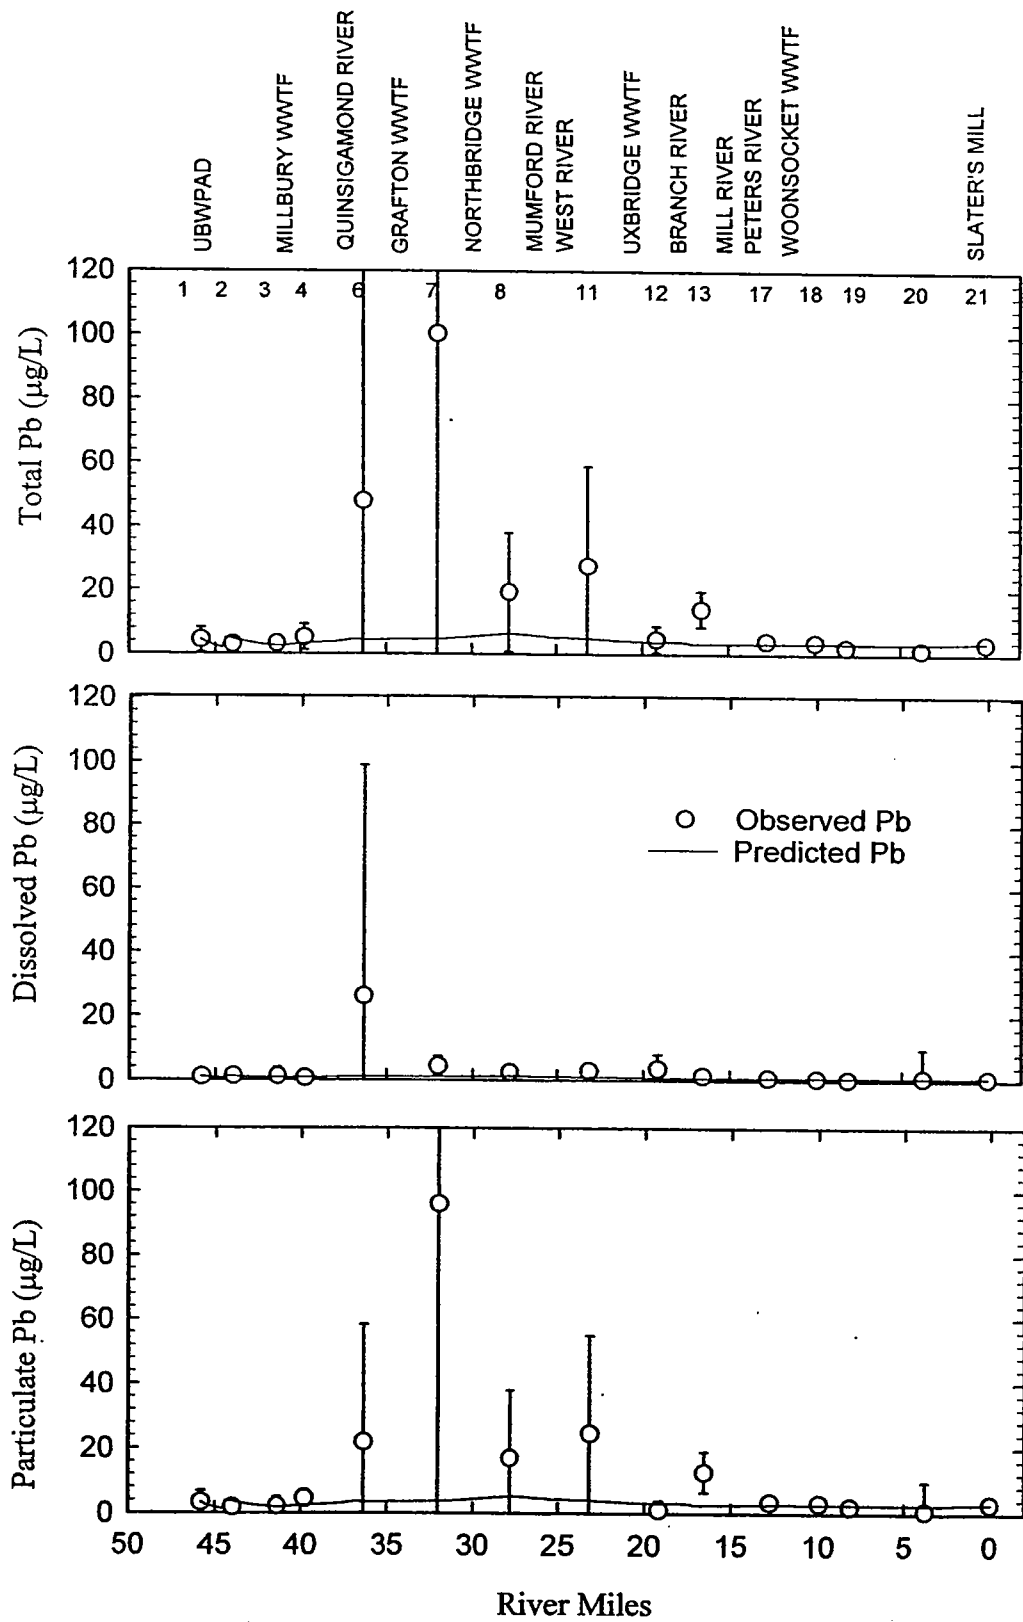 UBWPAD
MILLBURY WWTF
QUINSIGAMOND RIVER
GRAFTON WWTF
NORTHBRIDGE WWTF
MUMFORD RIVER
WEST RIVER
UXBRIDGE WWTF
BRANCH RIVER
MILL RIVER
PETERS RIVER
WOONSOCKET WWTF
SLATER'S MILL
1 2 3 4 6 7 8 11 12 13 17 18 19 20 21
Total Pb (µg/L)
120
100
80
60
40
20
0
Dissolved Pb (µg/L)
120
100
80
60
40
20
0
Observed Pb
Predicted Pb
Particulate Pb (µg/L)
120
100
80
60
40
20
0
50 45 40 35 30 25 20 15 10 5 0
River Miles